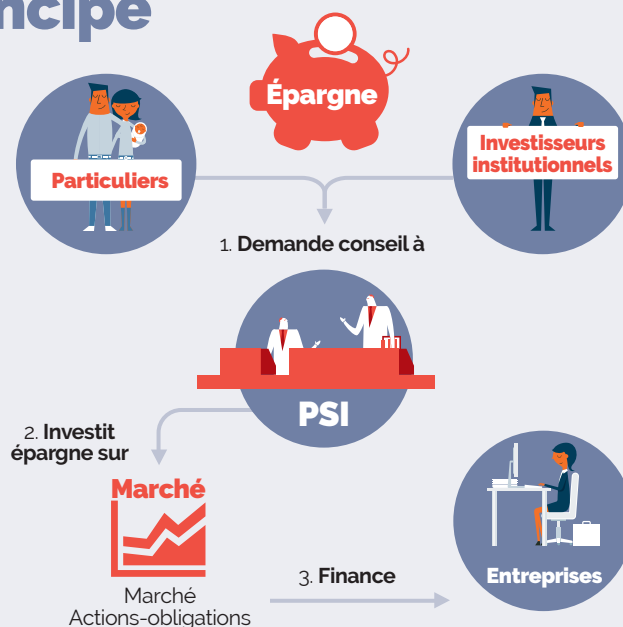 ncipe
Épargne
Particuliers
Investisseurs
institutionnels
1. Demande conseil à
PSI
2. Investit
épargne sur
Marché
Marché
Actions-obligations
3. Finance
Entreprises